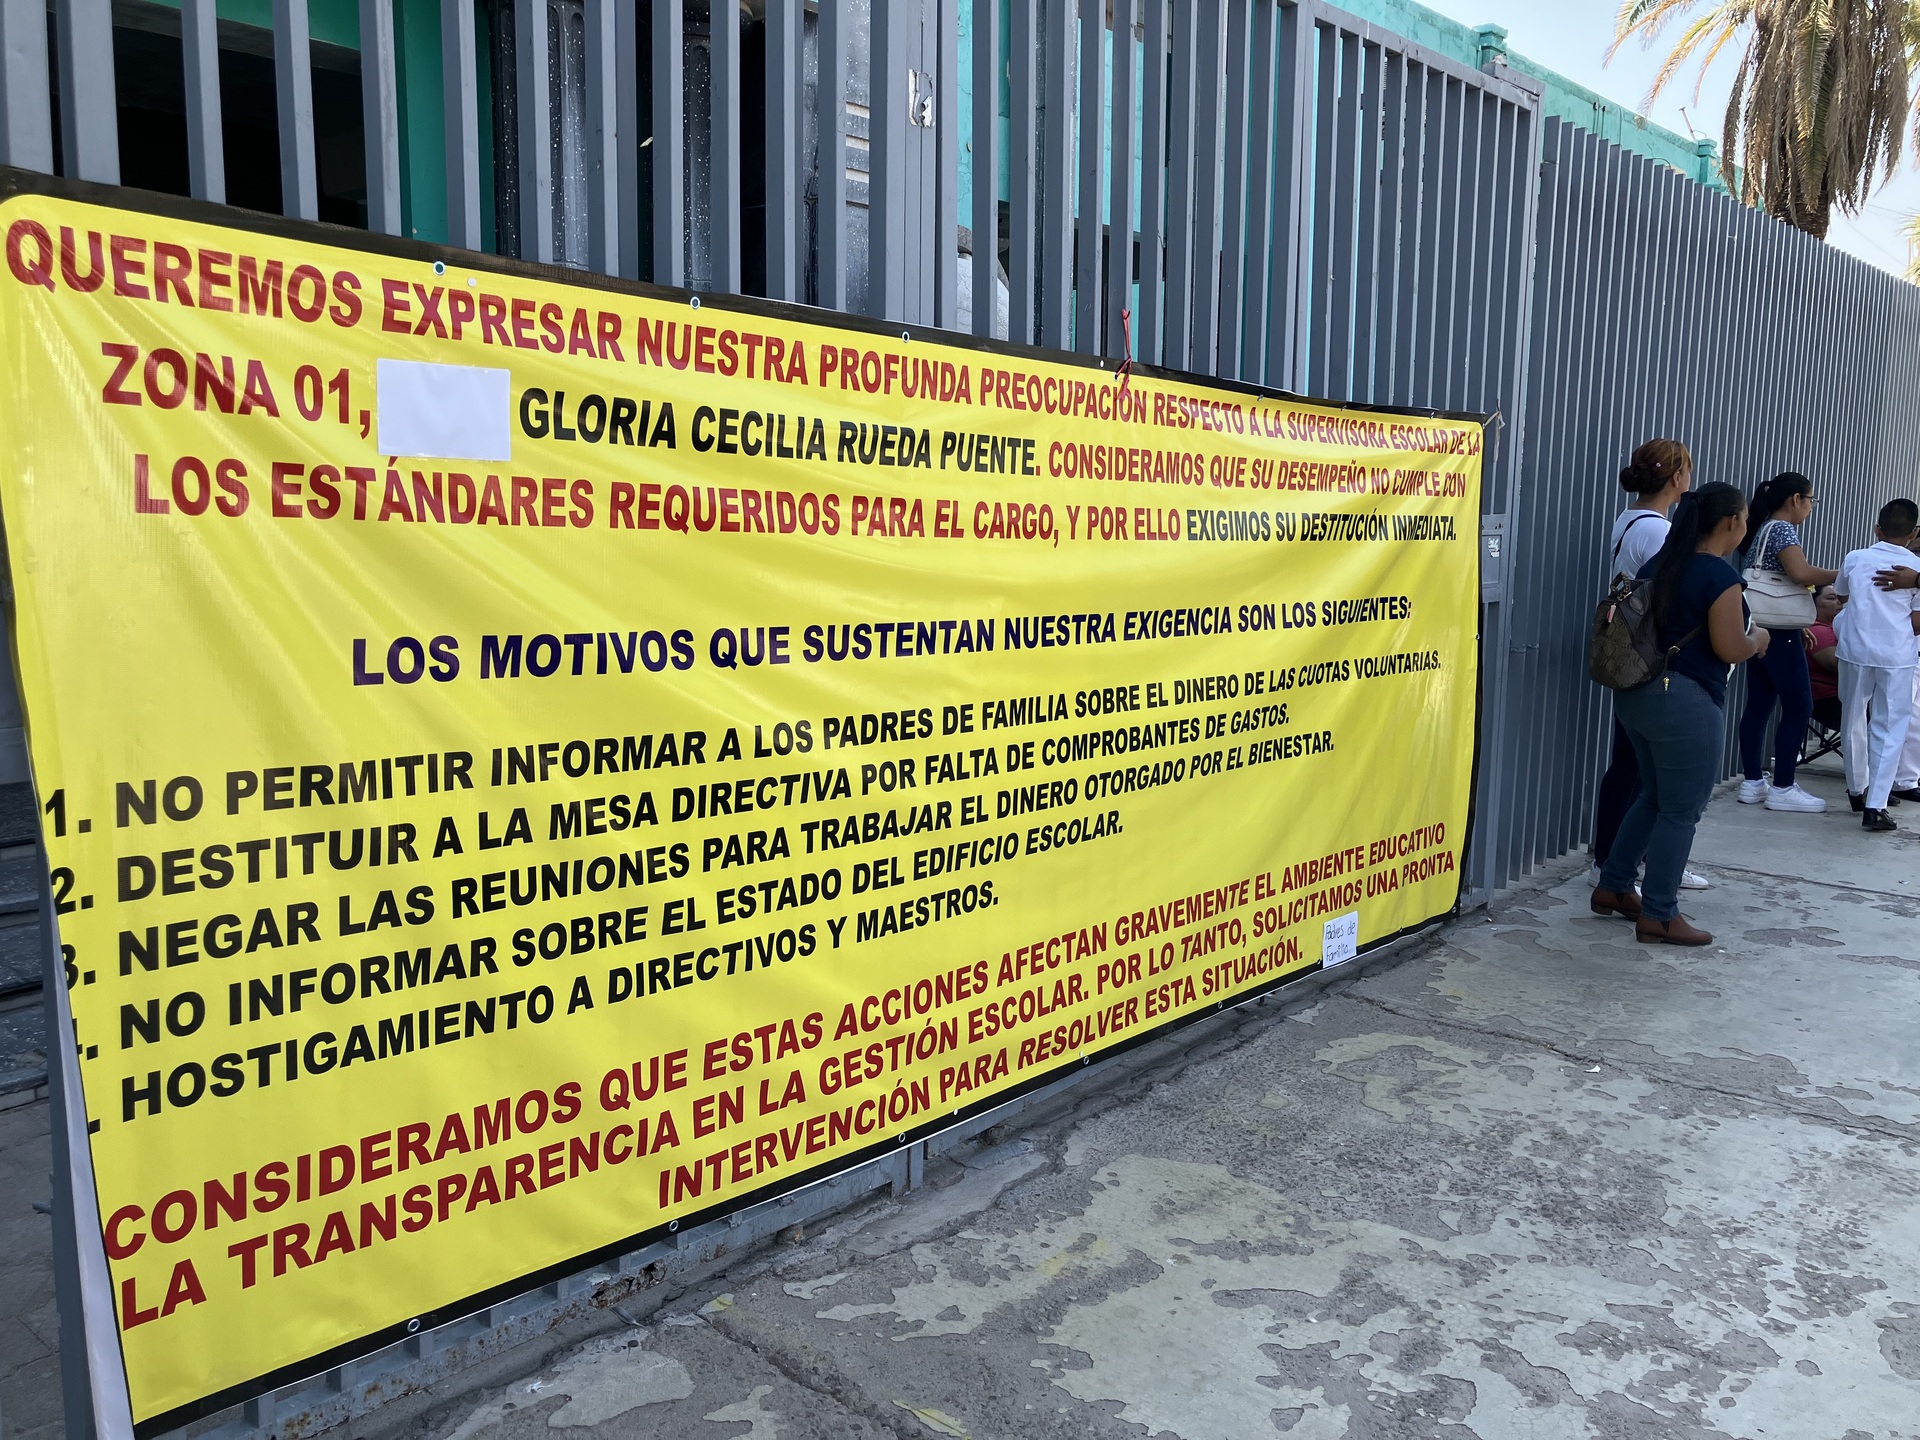 QUEREMOS EXPRESAR NUESTRA PROFUNDA PREOCUPACIÓN RESPECTO A LA SUPERVISORA ESCOLAR DE LA
ZONA 01, GLORIA CECILIA RUEDA PUENTE. CONSIDERAMOS QUE SU DESEMPEÑO NO CUMPLE CON
LOS ESTÁNDARES REQUERIDOS PARA EL CARGO, Y POR ELLO EXIGIMOS SU DESTITUCIÓN INMEDIATA.
LOS MOTIVOS QUE SUSTENTAN NUESTRA EXIGENCIA SON LOS SIGUIENTES:
1. NO PERMITIR INFORMAR A LOS PADRES DE FAMILIA SOBRE EL DINERO DE LAS CUOTAS VOLUNTARIAS.
2. DESTITUIR A LA MESA DIRECTIVA POR FALTA DE COMPROBANTES DE GASTOS.
3. NEGAR LAS REUNIONES PARA TRABAJAR EL DINERO OTORGADO POR EL BIENESTAR.
. NO INFORMAR SOBRE EL ESTADO DEL EDIFICIO ESCOLAR.
. HOSTIGAMIENTO A DIRECTIVOS Y MAESTROS.
CONSIDERAMOS QUE ESTAS ACCIONES AFECTAN GRAVEMENTE EL AMBIENTE EDUCATIVO
LA TRANSPARENCIA EN LA GESTIÓN ESCOLAR. POR LO TANTO, SOLICITAMOS UNA PRONTA
INTERVENCIÓN PARA RESOLVER ESTA SITUACIÓN.
Padres de
Familia